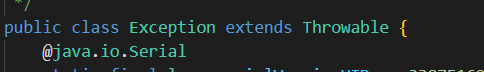 */
public class Exception extends Throwable {
@java.io.Serial